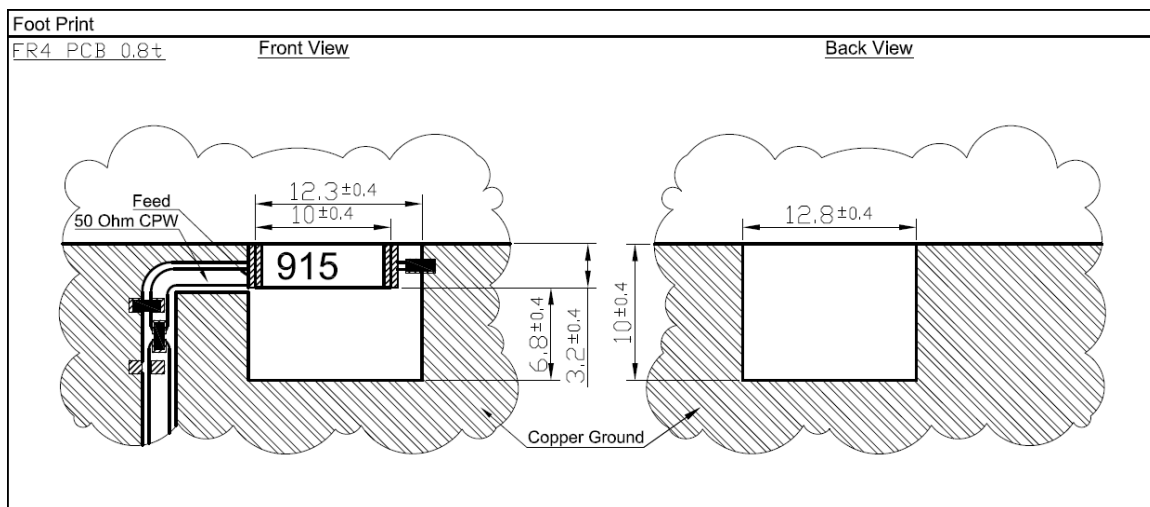 Foot Print
FR4 PCB 0.8t
Front View
Back View
12.3±0.4
Feed
10±0.4
50 Ohm CPW
915
6.8±0.4
3.2±0.4
12.8±0.4
10±0.4
Copper Ground